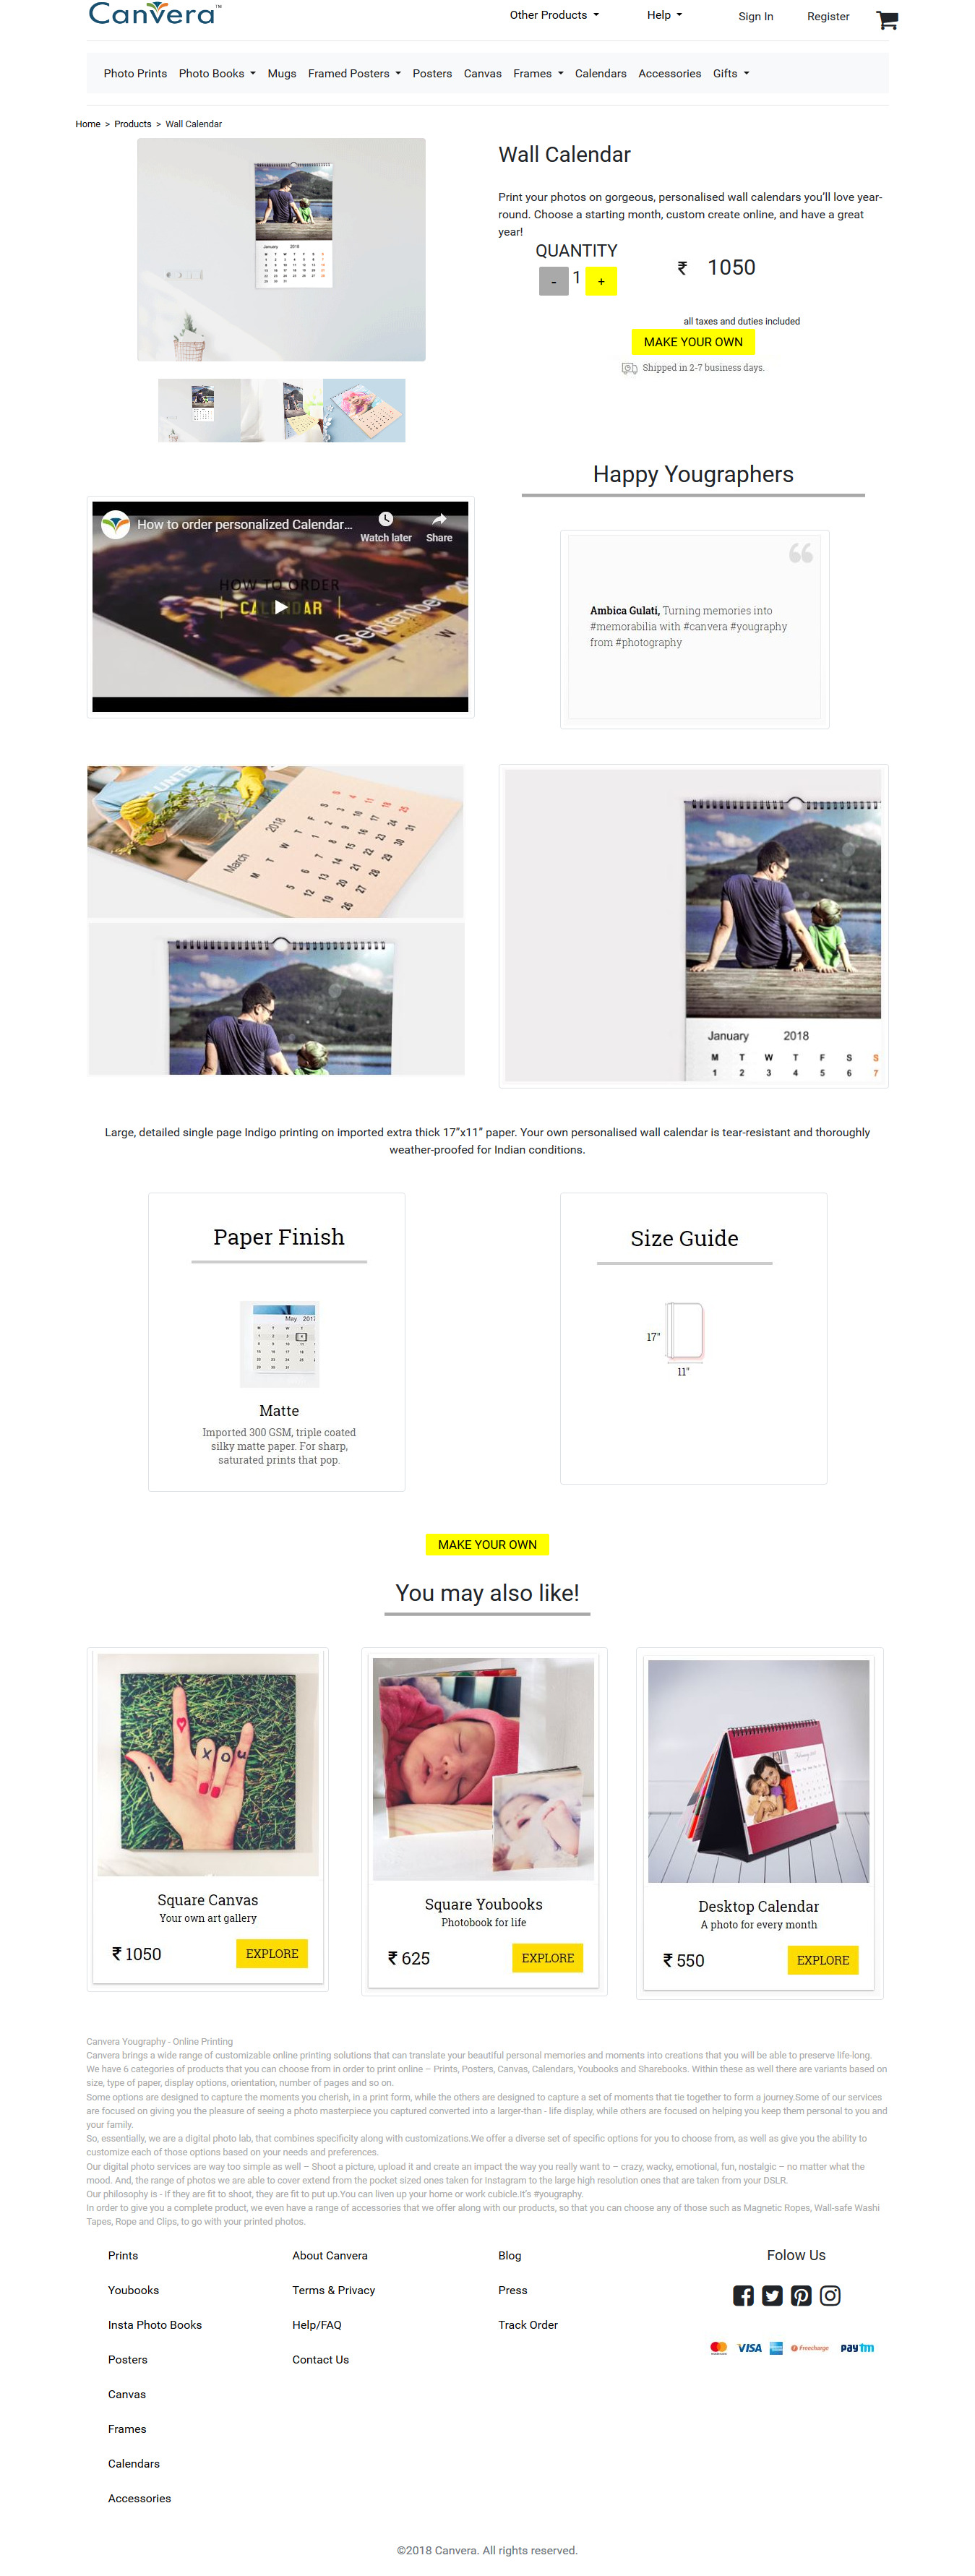 Canvera™
Other Products
Help
Sign In
Register
Photo Prints
Photo Books
Mugs
Framed Posters
Posters
Canvas
Frames
Calendars
Accessories
Gifts
Home > Products > Wall Calendar
Wall Calendar
Print your photos on gorgeous, personalised wall calendars you'll love year-
round. Choose a starting month, custom create online, and have a great
year!
QUANTITY
- 1 +
₹ 1050
all taxes and duties included
MAKE YOUR OWN
Shipped in 2-7 business days.
January 2018
Happy Yougraphers
How to order personalized Calendar...
Watch later
Share
HOW TO ORDER
CALENDAR
September
W
Ambica Gulati, Turning memories into
#memorabilia with #canvera #yougraphy
from #photography
March
2018
January 2018
M T W T F S S
1 2 3 4 5 6 7
Large, detailed single page Indigo printing on imported extra thick 17”x11” paper. Your own personalised wall calendar is tear-resistant and thoroughly
weather-proofed for Indian conditions.
Paper Finish
May 201
Matte
Imported 300 GSM, triple coated
silky matte paper. For sharp,
saturated prints that pop.
Size Guide
17"
11"
MAKE YOUR OWN
You may also like!
i
x o u
Square Canvas
Your own art gallery
₹ 1050
EXPLORE
Square Youbooks
Photobook for life
₹ 625
EXPLORE
Desktop Calendar
A photo for every month
₹ 550
EXPLORE
Canvera Yougraphy - Online Printing
Canvera brings a wide range of customizable online printing solutions that can translate your beautiful personal memories and moments into creations that you will be able to preserve life-long.
We have 6 categories of products that you can choose from in order to print online – Prints, Posters, Canvas, Calendars, Youbooks and Sharebooks. Within these as well there are variants based on
size, type of paper, display options, orientation, number of pages and so on.
Some options are designed to capture the moments you cherish, in a print form, while the others are designed to capture a set of moments that tie together to form a journey.Some of our services
are focused on giving you the pleasure of seeing a photo masterpiece you captured converted into a larger-than - life display, while others are focused on helping you keep them personal to you and
your family.
So, essentially, we are a digital photo lab, that combines specificity along with customizations.We offer a diverse set of specific options for you to choose from, as well as give you the ability to
customize each of those options based on your needs and preferences.
Our digital photo services are way too simple as well – Shoot a picture, upload it and create an impact the way you really want to – crazy, wacky, emotional, fun, nostalgic – no matter what the
mood. And, the range of photos we are able to cover extend from the pocket sized ones taken for Instagram to the large high resolution ones that are taken from your DSLR.
Our philosophy is - If they are fit to shoot, they are fit to put up.You can liven up your home or work cubicle.It's #yougraphy.
In order to give you a complete product, we even have a range of accessories that we offer along with our products, so that you can choose any of those such as Magnetic Ropes, Wall-safe Washi
Tapes, Rope and Clips, to go with your printed photos.
Prints
Youbooks
Insta Photo Books
Posters
Canvas
Frames
Calendars
Accessories
About Canvera
Terms & Privacy
Help/FAQ
Contact Us
Blog
Press
Track Order
Folow Us
VISA
Freecharge
paytm
©2018 Canvera. All rights reserved.